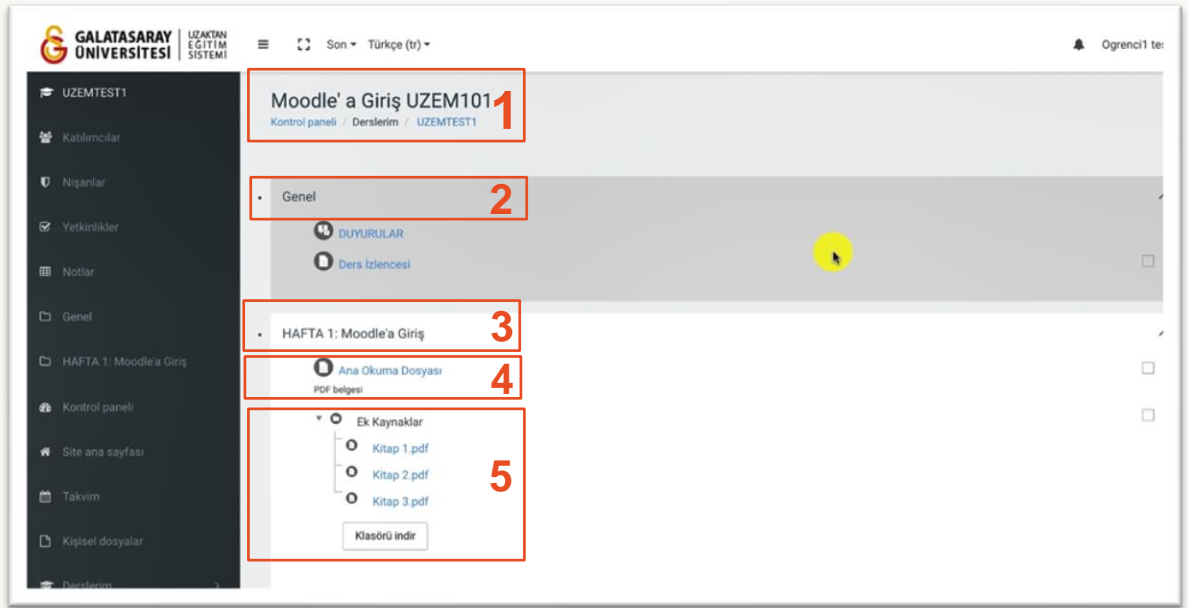 GALATASARAY ÜNİVERSİTESİ
UZAKTAN EĞİTİM SİSTEMİ
Son
Türkçe (tr)
Ogrenci1 te
UZEMTEST1
Katılımcılar
Nişanlar
Yetkinlikler
Notlar
Genel
HAFTA 1: Moodle'a Giriş
Kontrol paneli
Site ana sayfası
Takvim
Kişisel dosyalar
Derslerim
Moodle' a Giriş UZEM101
Kontrol paneli / Derslerim / UZEMTEST1
1
Genel
2
DUYURULAR
Ders İzlencesi
HAFTA 1: Moodle'a Giriş
3
Ana Okuma Dosyası
PDF belgesi
4
Ek Kaynaklar
Kitap 1.pdf
Kitap 2.pdf
Kitap 3.pdf
5
Klasörü indir